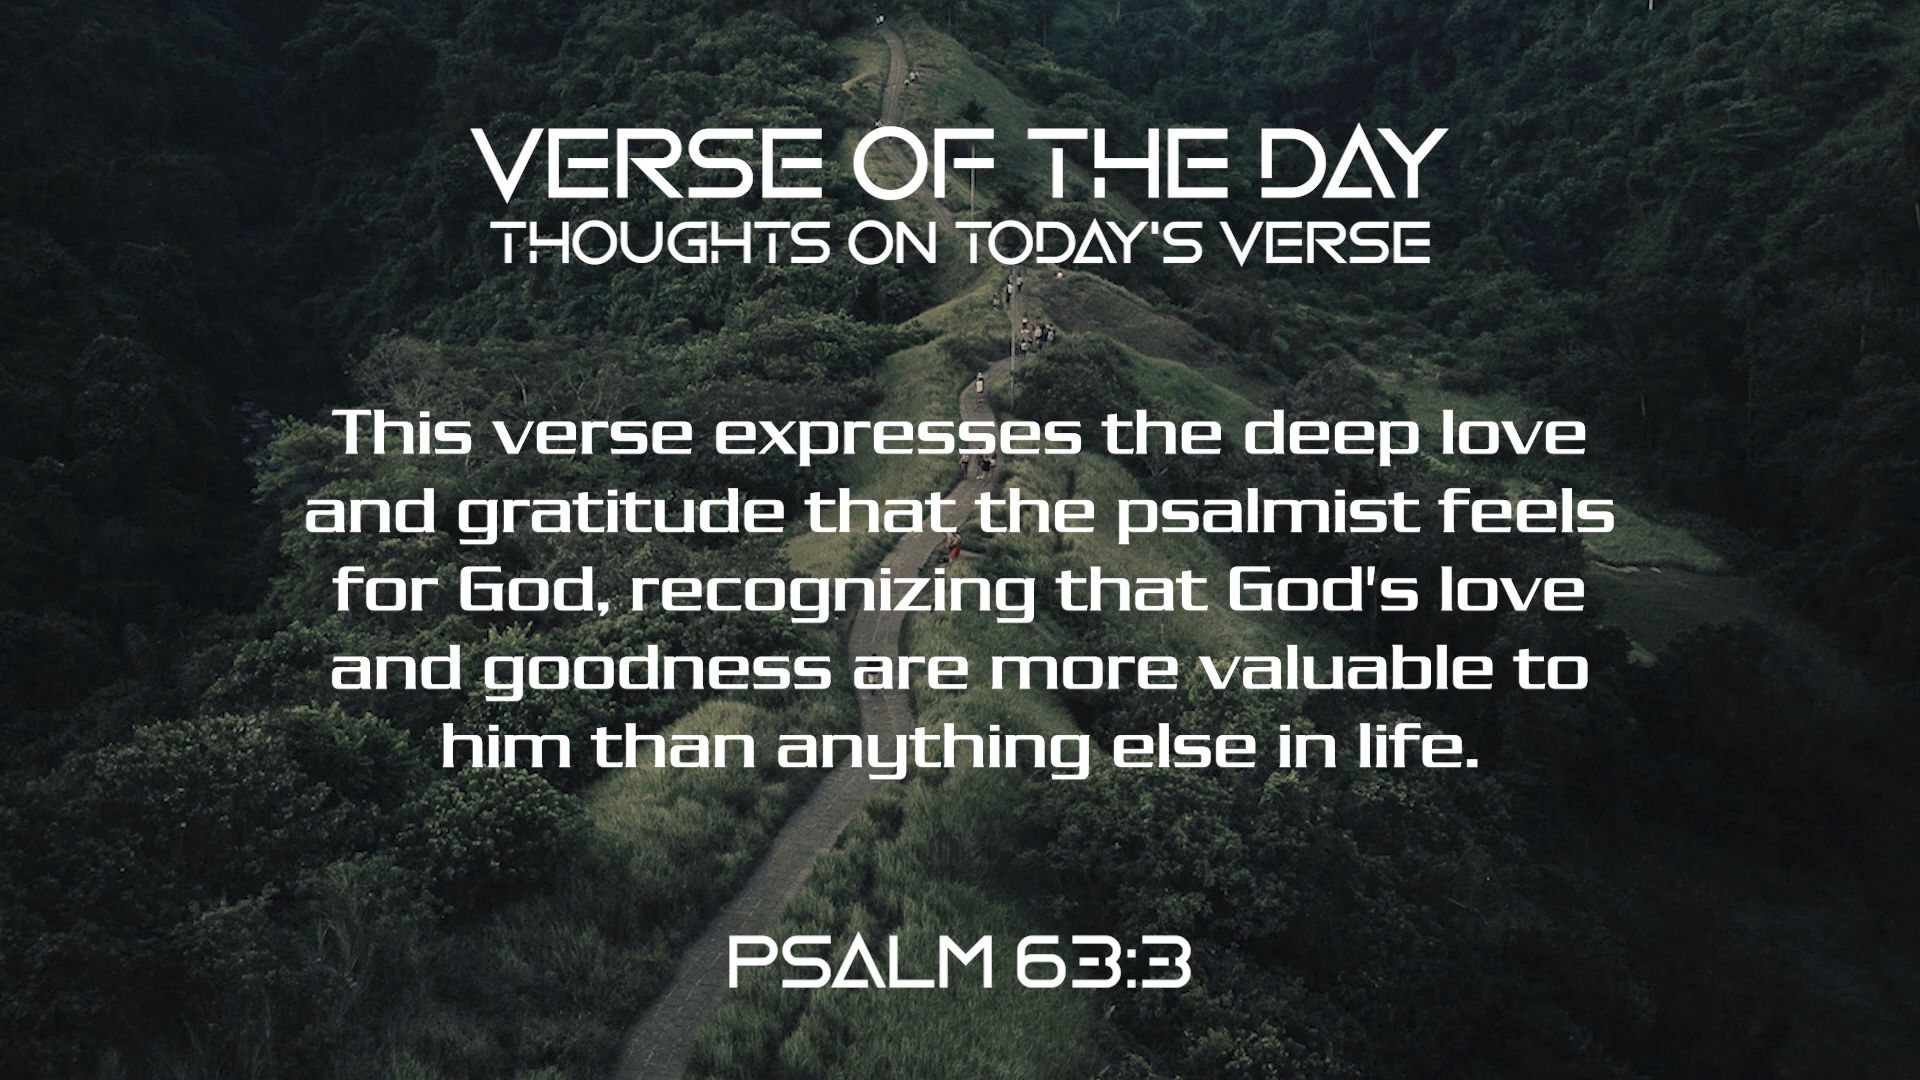 VERSE OF THE DAY
THOUGHTS ON TODAY'S VERSE
This verse expresses the deep love
and gratitude that the psalmist feels
for God, recognizing that God's love
and goodness are more valuable to
him than anything else in life.
PSALM 63:3